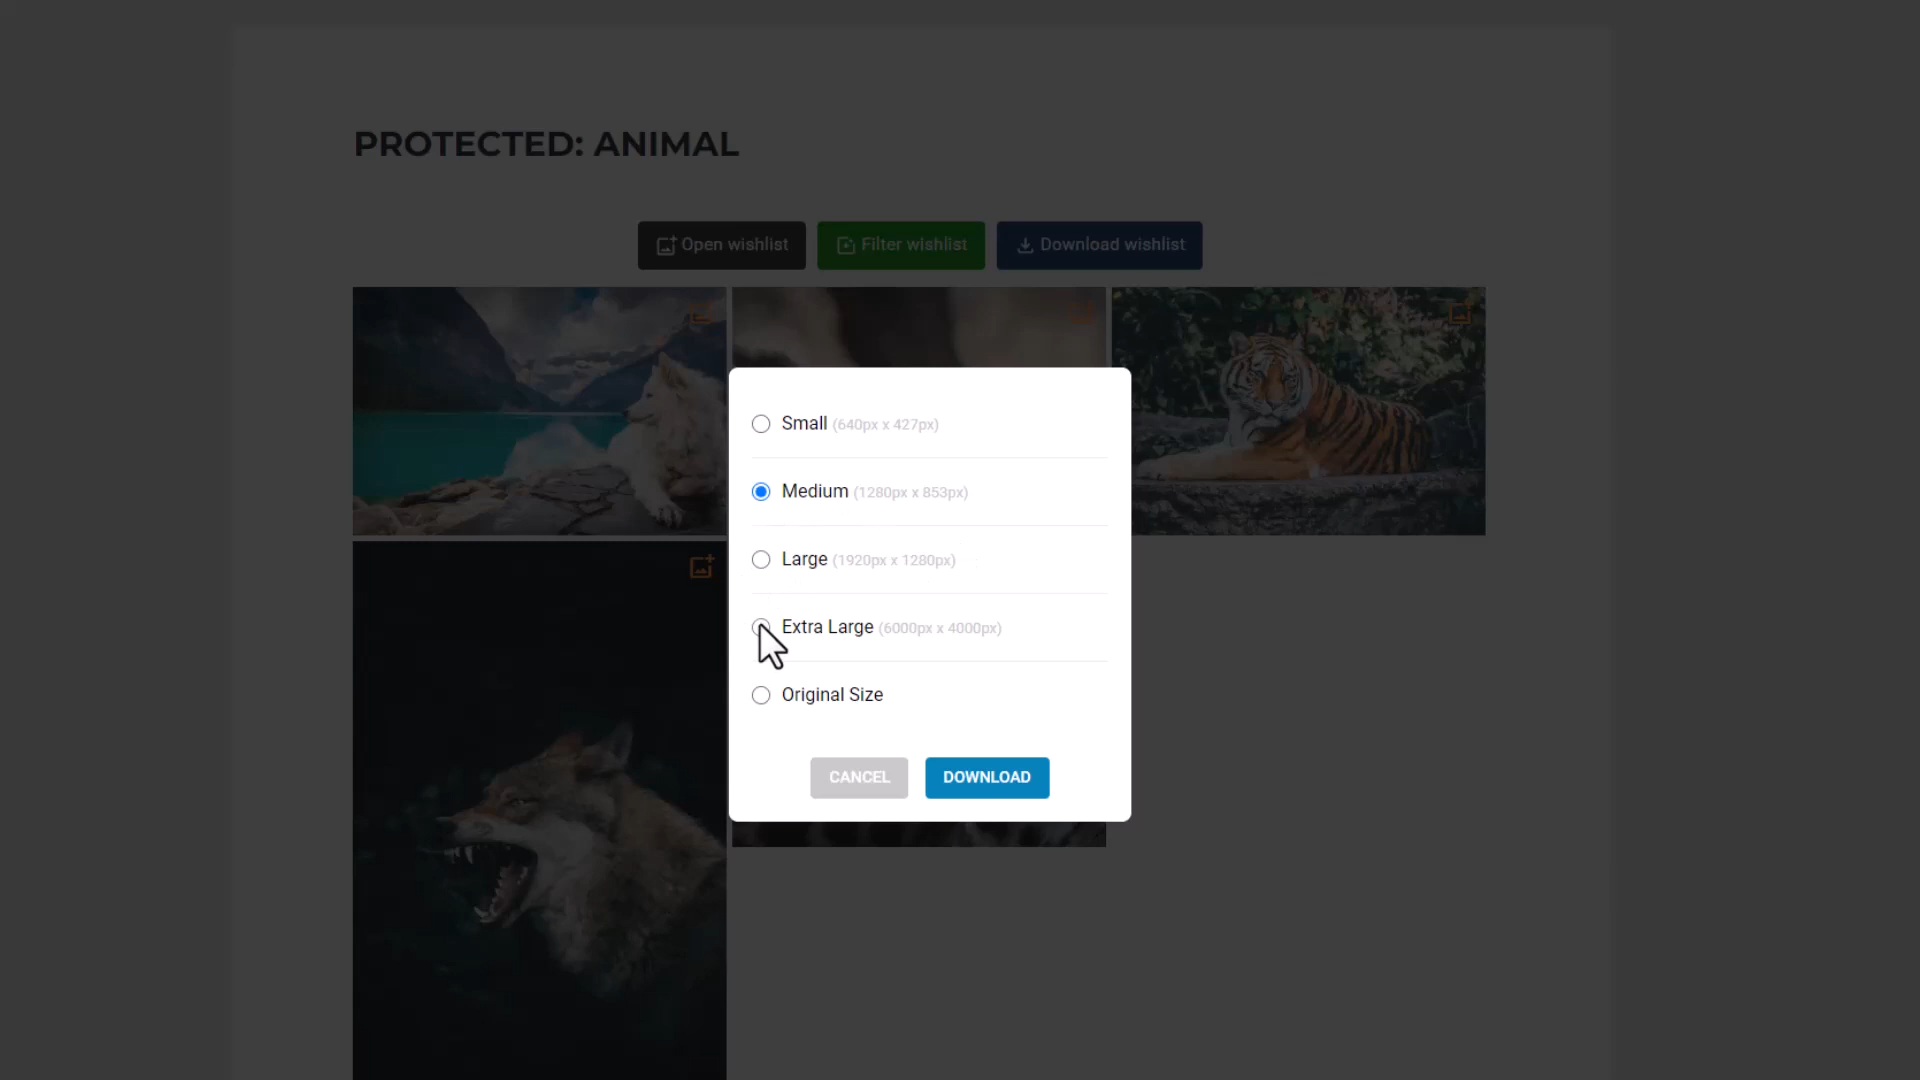 PROTECTED: ANIMAL
Open wishlist
Filter wishlist
Download wishlist
Small (640px x 427px)
Medium (1280px x 853px)
Large (1920px x 1280px)
Extra Large (6000px x 4000px)
Original Size
CANCEL
DOWNLOAD